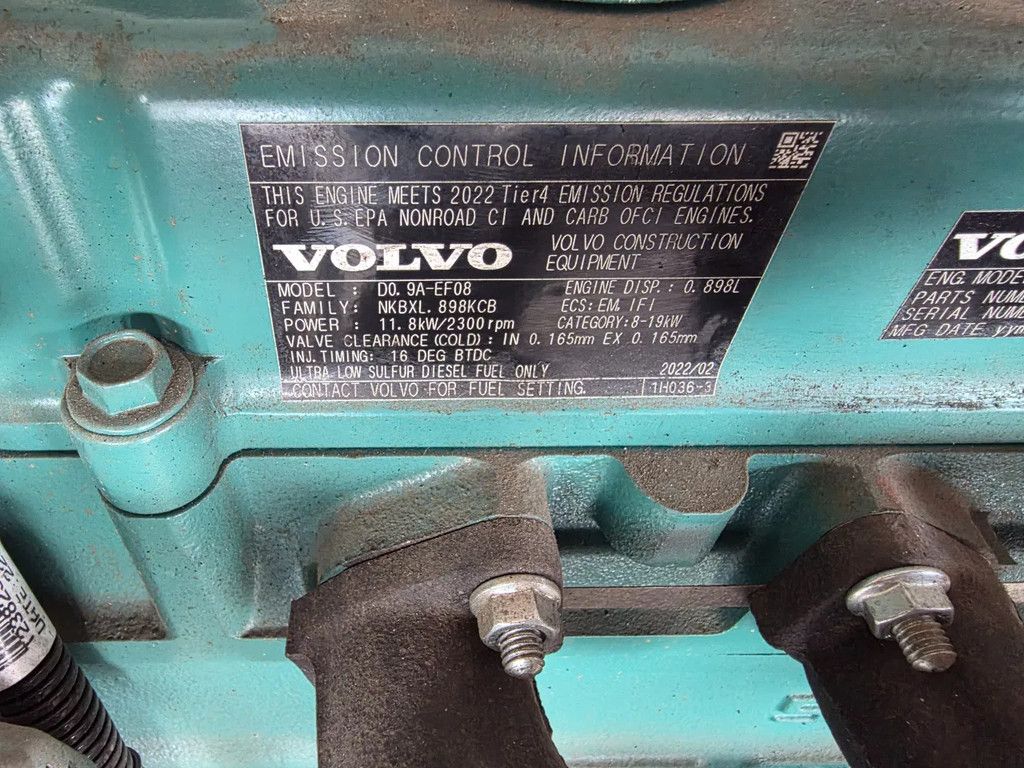 EMISSION CONTROL INFORMATION
THIS ENGINE MEETS 2022 Tier4 EMISSION REGULATIONS
FOR U.S.EPA NONROAD CI AND CARB OFCI ENGINES.
VOLVO VOLVO CONSTRUCTION
EQUIPMENT
MODEL : D0.9A-EF08 ENGINE DISP.: 0.898L
FAMILY: NKBXL.898KCB ECS:EM,IFI
POWER : 11.8kW/2300rpm CATEGORY:8-19kW
VALVE CLEARANCE(COLD): IN 0.165mm EX 0.165mm
INJ.TIMING: 16 DEG BTDC
ULTRA LOW SULFUR DIESEL FUEL ONLY 2022/02
CONTACT VOLVO FOR FUEL SETTING. 1H036-3
VO
ENG. MODE
PARTS NUM
SERIAL NUM
MFG DATE yym